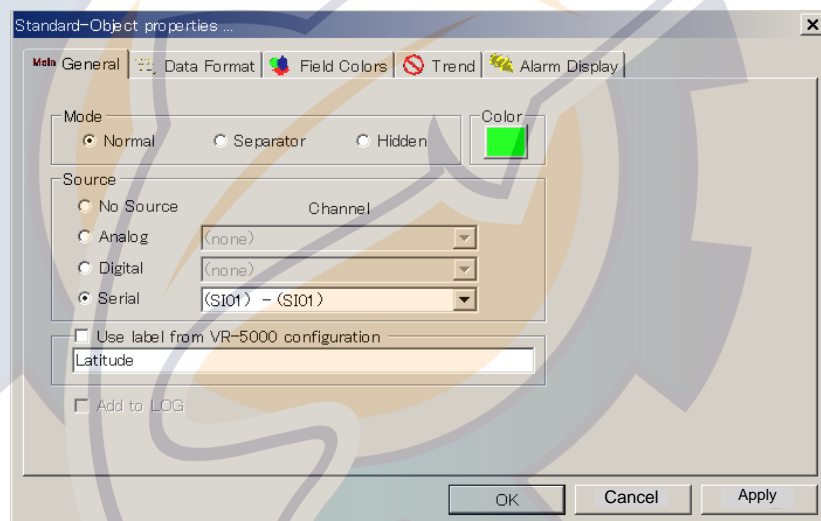 Standard-Object properties ...
Main General Data Format Field Colors Trend Alarm Display
Mode Color
Normal Separator Hidden
Source
No Source Channel
Analog (none)
Digital (none)
Serial (SI01) - (SI01)
Use label from VR-5000 configuration
Latitude
Add to LOG
OK Cancel Apply